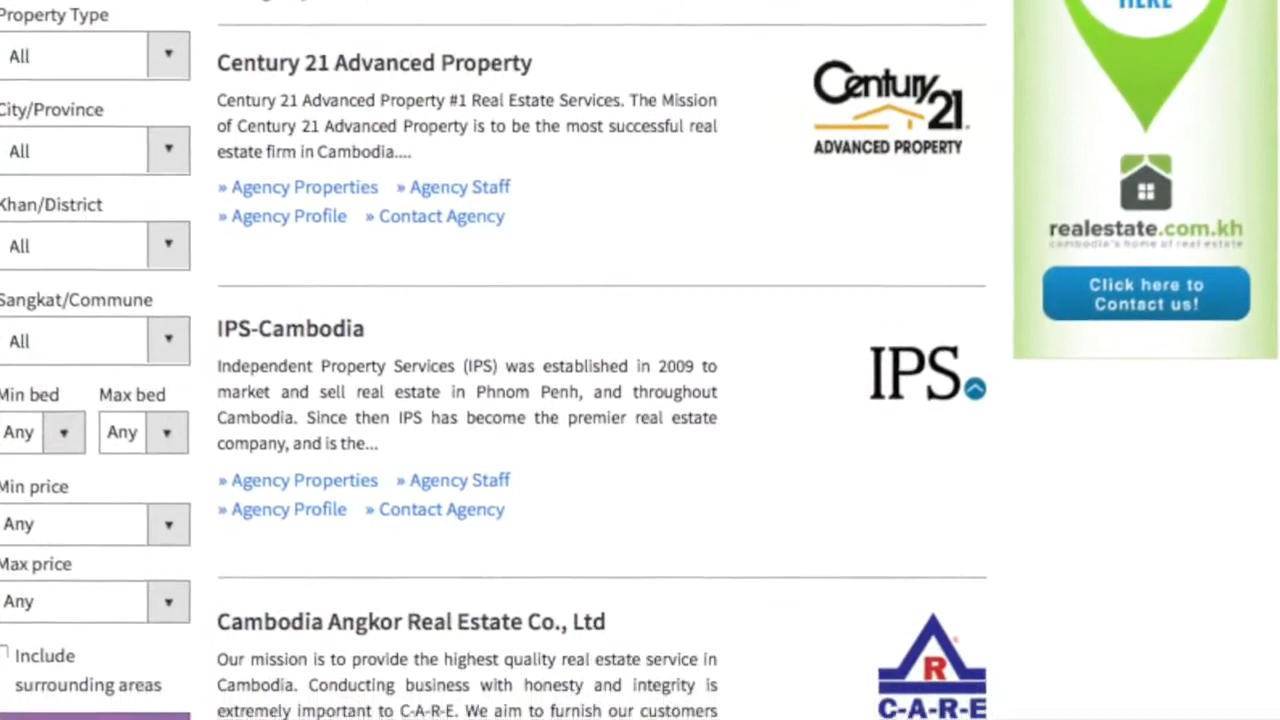 Property Type
All
City/Province
All
Khan/District
All
Sangkat/Commune
All
Min bed Max bed
Any Any
Min price
Any
Max price
Any
Include
surrounding areas
Century 21 Advanced Property
Century 21 Advanced Property #1 Real Estate Services. The Mission
of Century 21 Advanced Property is to be the most successful real
estate firm in Cambodia....
» Agency Properties » Agency Staff
» Agency Profile » Contact Agency
Century 21
ADVANCED PROPERTY
IPS-Cambodia
Independent Property Services (IPS) was established in 2009 to
market and sell real estate in Phnom Penh, and throughout
Cambodia. Since then IPS has become the premier real estate
company, and is the...
» Agency Properties » Agency Staff
» Agency Profile » Contact Agency
IPS
Cambodia Angkor Real Estate Co., Ltd
Our mission is to provide the highest quality real estate service in
Cambodia. Conducting business with honesty and integrity is
extremely important to C-A-R-E. We aim to furnish our customers
R
C-A-R-E
HERE
realestate.com.kh
cambodia's home of real estate
Click here to
Contact us!